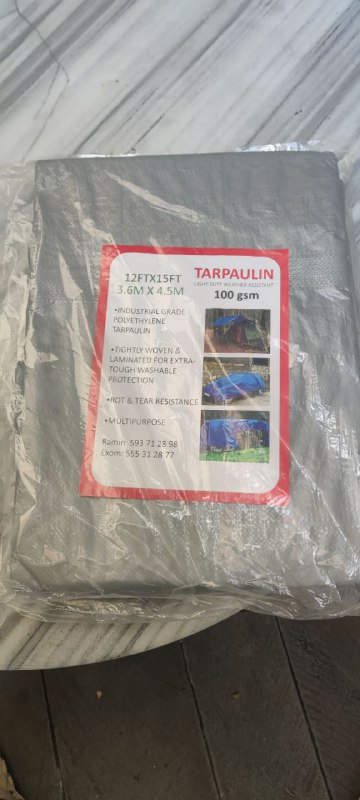 12FTX15FT
3.6M X 4.5M
TARPAULIN
LIGHT DUTY WEATHER RESISTANT
100 gsm
•INDUSTRIAL GRADE
POLYETHYLENE
TARPAULIN
•TIGHTLY WOVEN &
LAMINATED FOR EXTRA-
TOUGH WASHABLE
PROTECTION
•ROT & TEAR RESISTANCE
•MULTIPURPOSE
Ramin: 593 71 28 98
Exom: 555 31 28 77